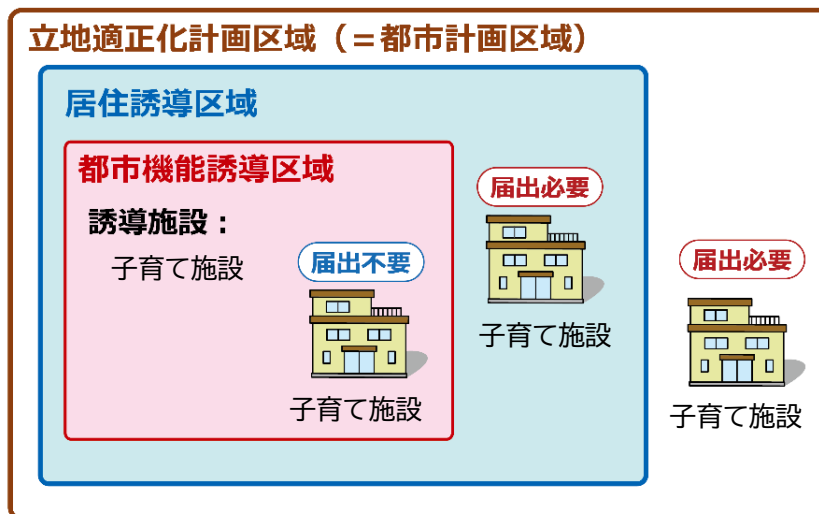 立地適正化計画区域（＝都市計画区域）
居住誘導区域
都市機能誘導区域
誘導施設：
子育て施設
届出不要
子育て施設
届出必要
子育て施設
届出必要
子育て施設